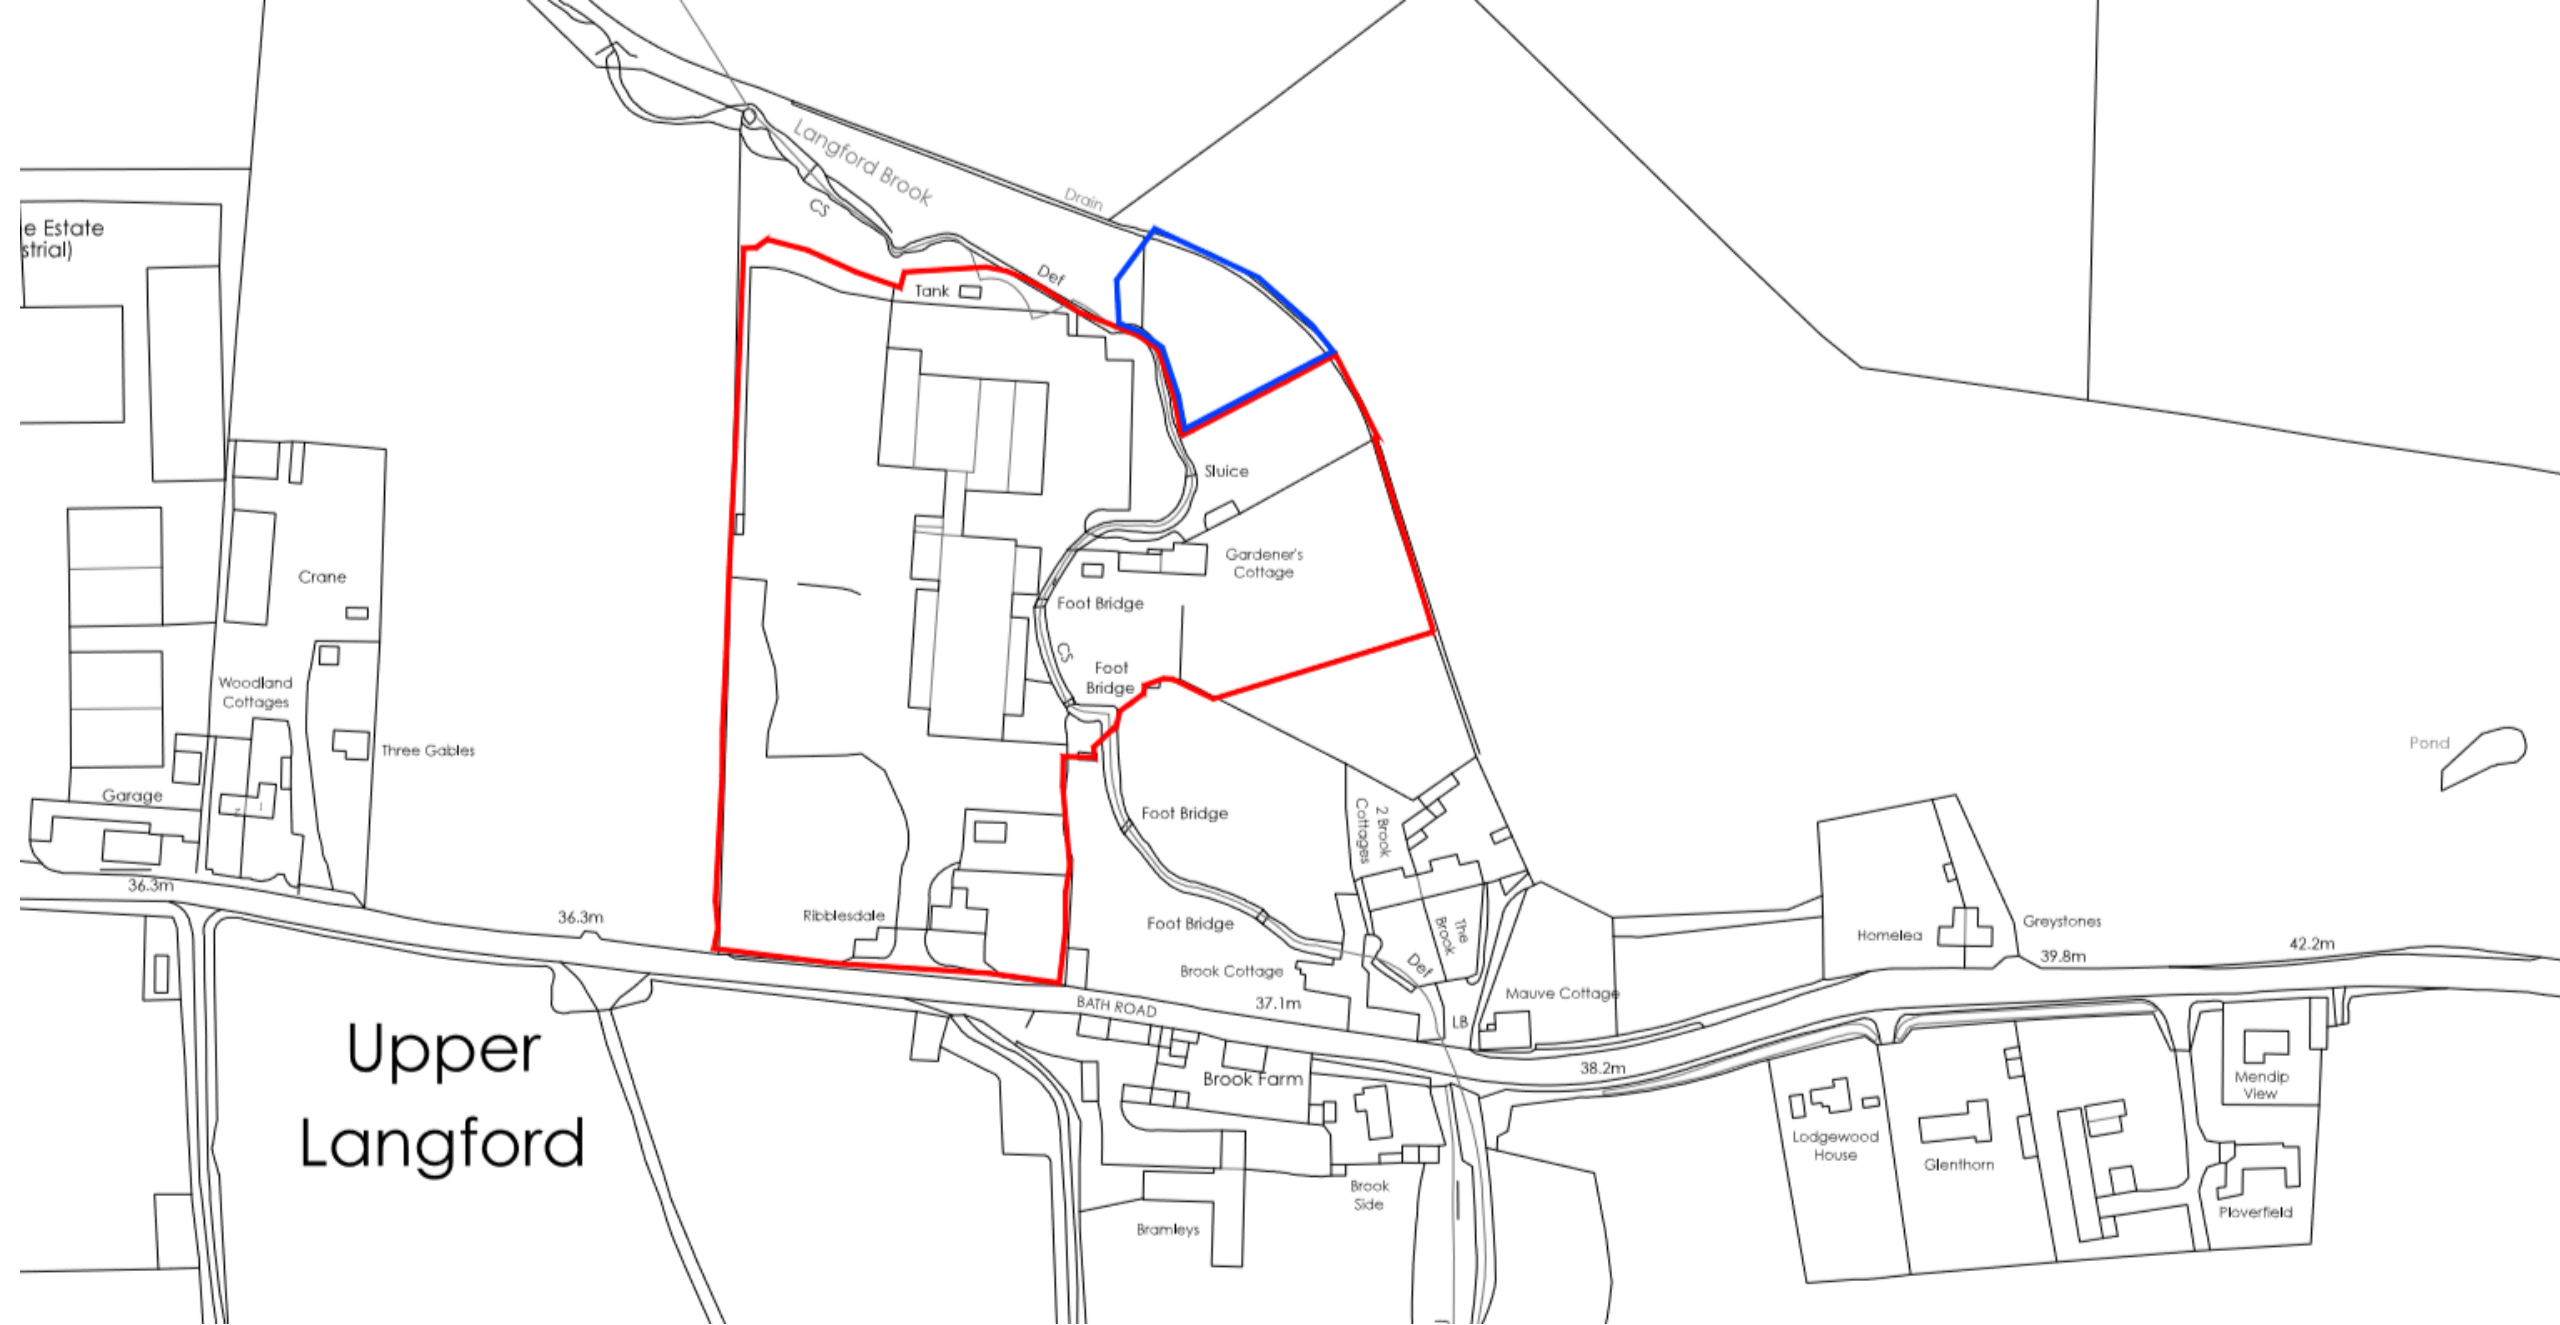 Langford Brook
CS
Drain
e Estate
strial)
Def
Tank
Sluice
Gardener's
Cottage
Crane
Foot Bridge
CS
Foot
Bridge
Woodland
Cottages
Three Gables
Pond
Garage
Foot Bridge
2 Brook
Cottages
36.3m
36.3m
Ribblesdale
Foot Bridge
The
Brook
Greystones
Homelea
42.2m
39.8m
Def
Brook Cottage
Mauve Cottage
BATH ROAD
37.1m
LB
Upper
Langford
38.2m
Brook Farm
Mendip
View
Lodgewood
House
Glenthorn
Brook
Side
Ploverfield
Bramleys